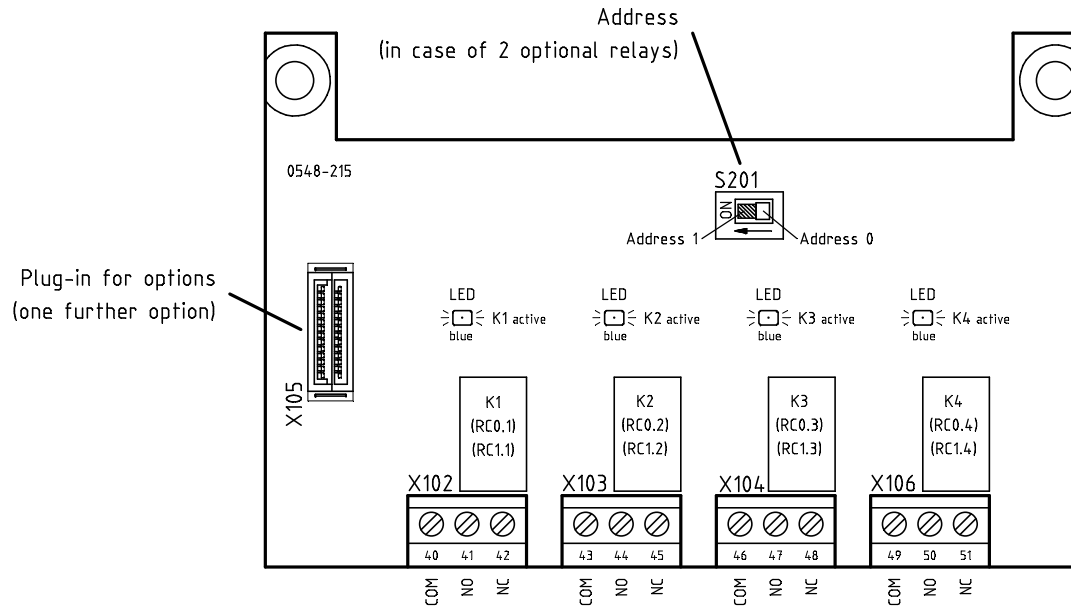 Address
(in case of 2 optional relays)
0548-215
S201
ON
Address 1
Address 0
Plug-in for options
(one further option)
X105
LED
K1 active
blue
LED
K2 active
blue
LED
K3 active
blue
LED
K4 active
blue
K1
(RC0.1)
(RC1.1)
K2
(RC0.2)
(RC1.2)
K3
(RC0.3)
(RC1.3)
K4
(RC0.4)
(RC1.4)
X102
X103
X104
X106
40 41 42
43 44 45
46 47 48
49 50 51
COM NO NC
COM NO NC
COM NO NC
COM NO NC